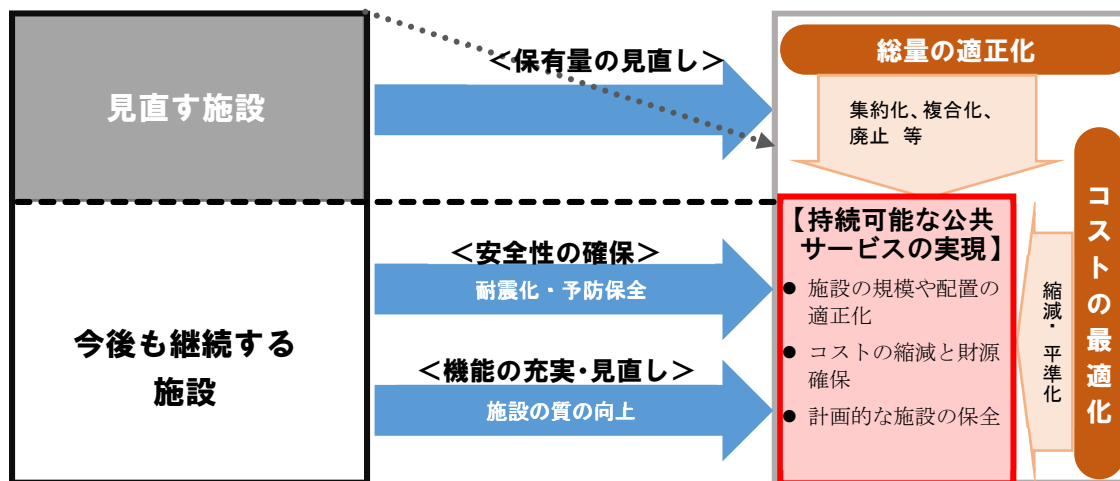 見直す施設
今後も継続する
施設
＜保有量の見直し＞
＜安全性の確保＞
耐震化・予防保全
＜機能の充実・見直し＞
施設の質の向上
総量の適正化
集約化、複合化、
廃止　等
【持続可能な公共
サービスの実現】
● 施設の規模や配置の
適正化
● コストの縮減と財源
確保
● 計画的な施設の保全
縮減・平準化
コストの最適化